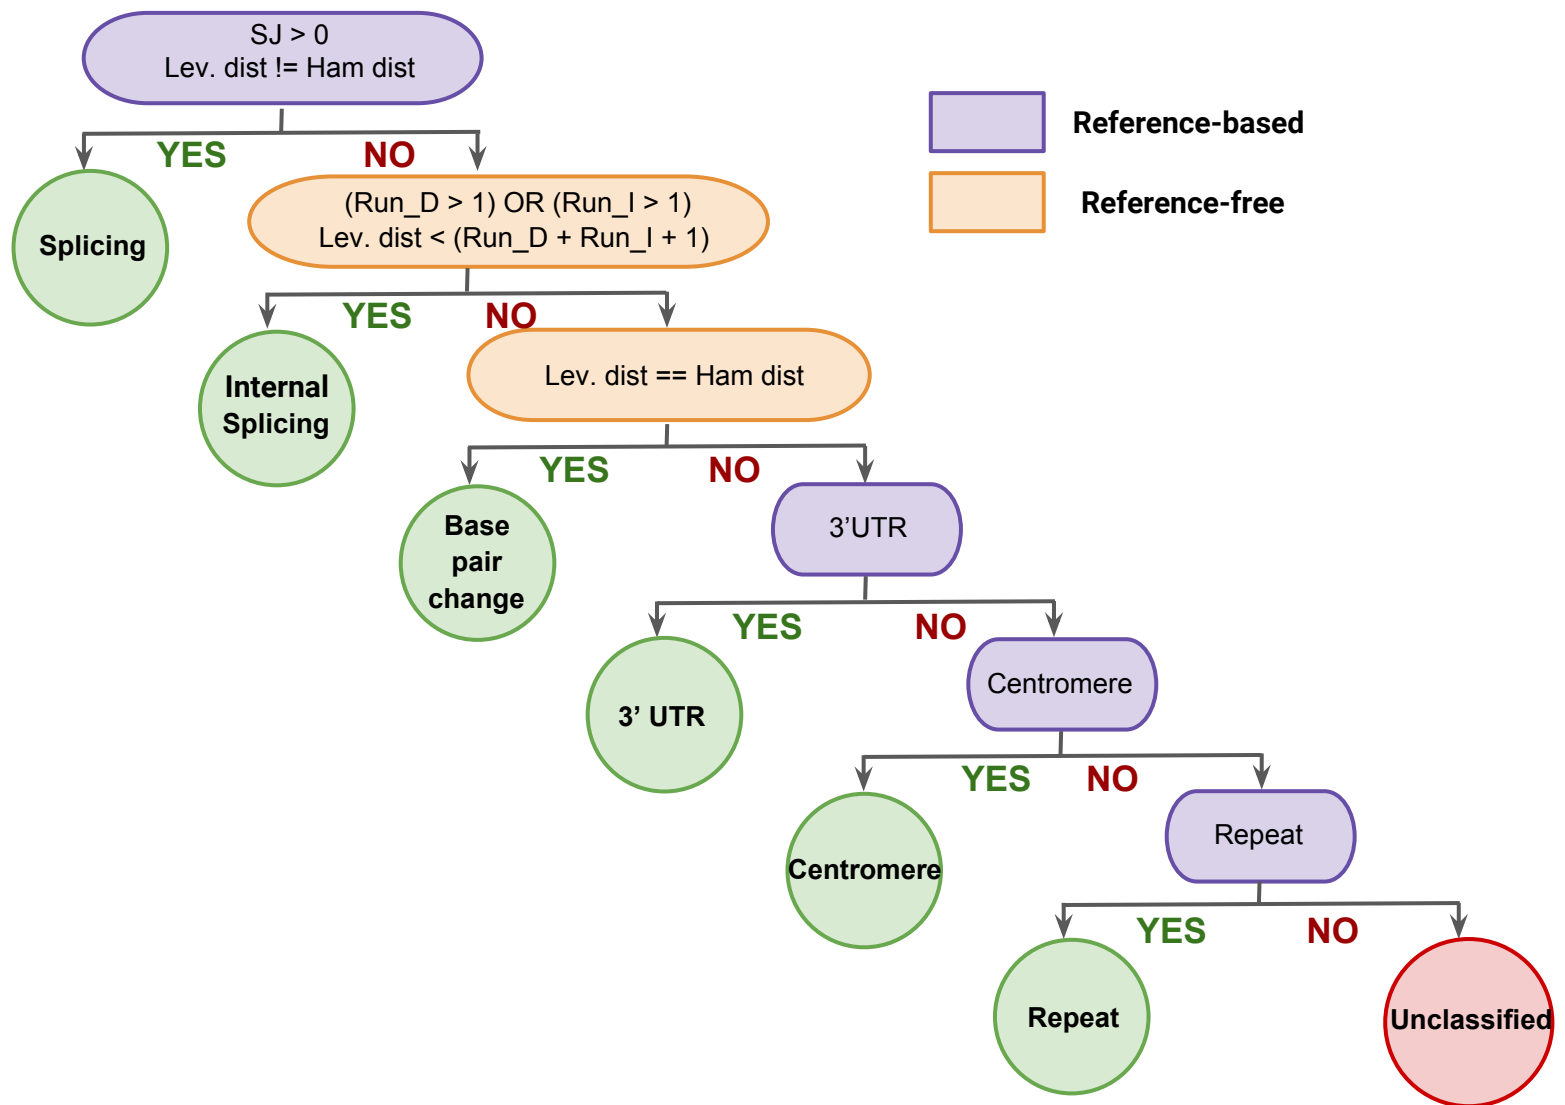 SJ > 0
Lev. dist != Ham dist
Reference-based
YES
NO
Reference-free
(Run_D > 1) OR (Run_I > 1)
Lev. dist < (Run_D + Run_I + 1)
Splicing
YES
NO
Lev. dist == Ham dist
Internal
Splicing
YES
NO
3'UTR
Base
pair
change
YES
NO
Centromere
3’ UTR
YES
NO
Repeat
Centromere
YES
NO
Repeat
Unclassified